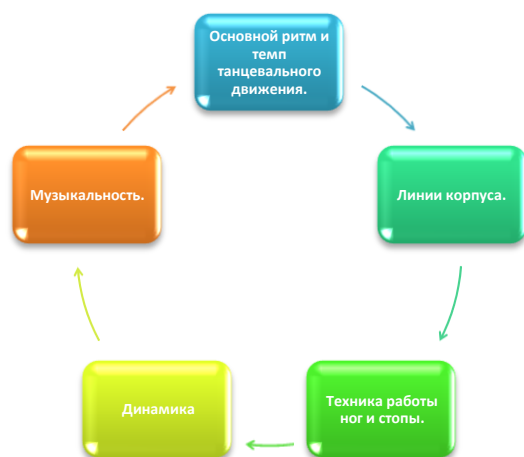 Основной ритм и
темп
танцевального
движения.
Линии корпуса.
Техника работы
ног и стопы.
Динамика
Музыкальность.